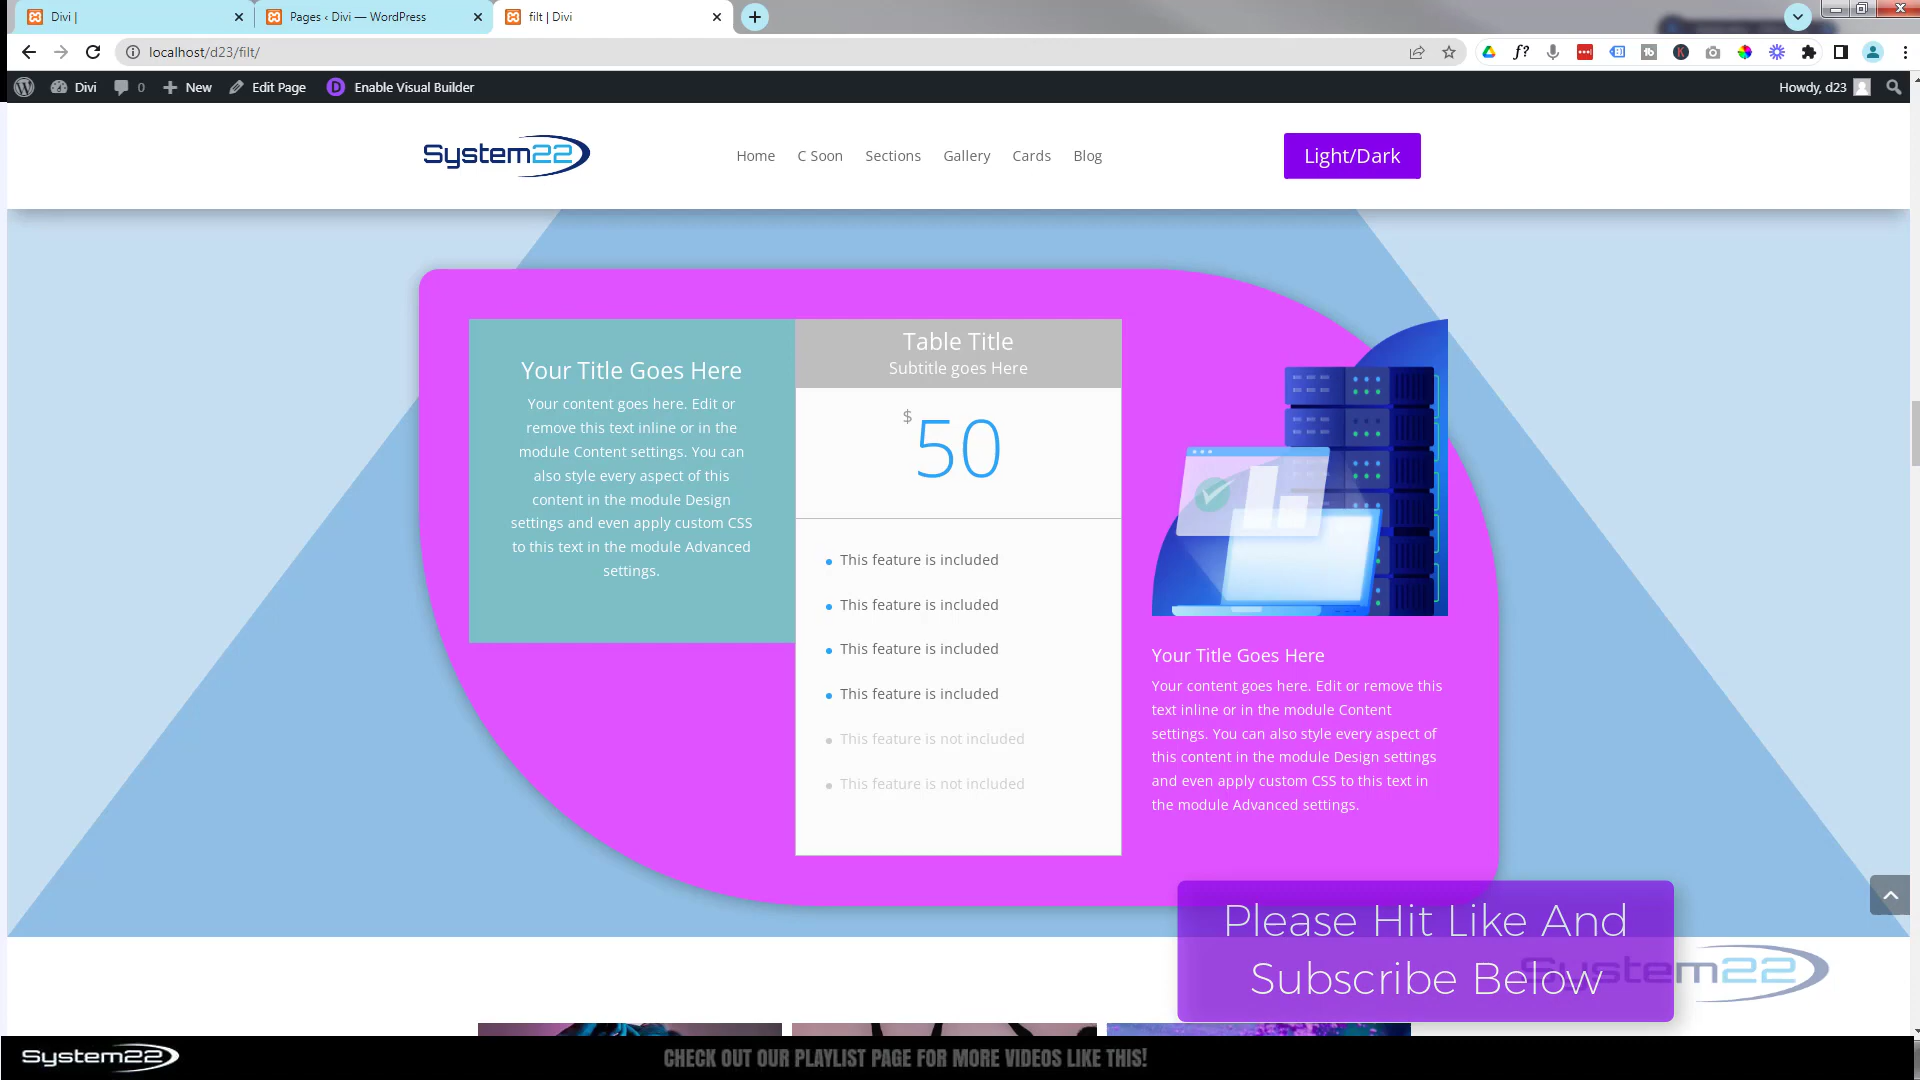 Divi |
Pages ‹ Divi — WordPress
filt | Divi
localhost/d23/filt/
Divi
0
New
Edit Page
D
Enable Visual Builder
Howdy, d23
System22
Home
C Soon
Sections
Gallery
Cards
Blog
Light/Dark
Your Title Goes Here
Your content goes here. Edit or
remove this text inline or in the
module Content settings. You can
also style every aspect of this
content in the module Design
settings and even apply custom CSS
to this text in the module Advanced
settings.
Table Title
Subtitle goes Here
$
50
This feature is included
This feature is included
This feature is included
This feature is included
This feature is not included
This feature is not included
Your Title Goes Here
Your content goes here. Edit or remove this
text inline or in the module Content
settings. You can also style every aspect of
this content in the module Design settings
and even apply custom CSS to this text in
the module Advanced settings.
Please Hit Like And
Subscribe Below
System22
System22
CHECK OUT OUR PLAYLIST PAGE FOR MORE VIDEOS LIKE THIS!